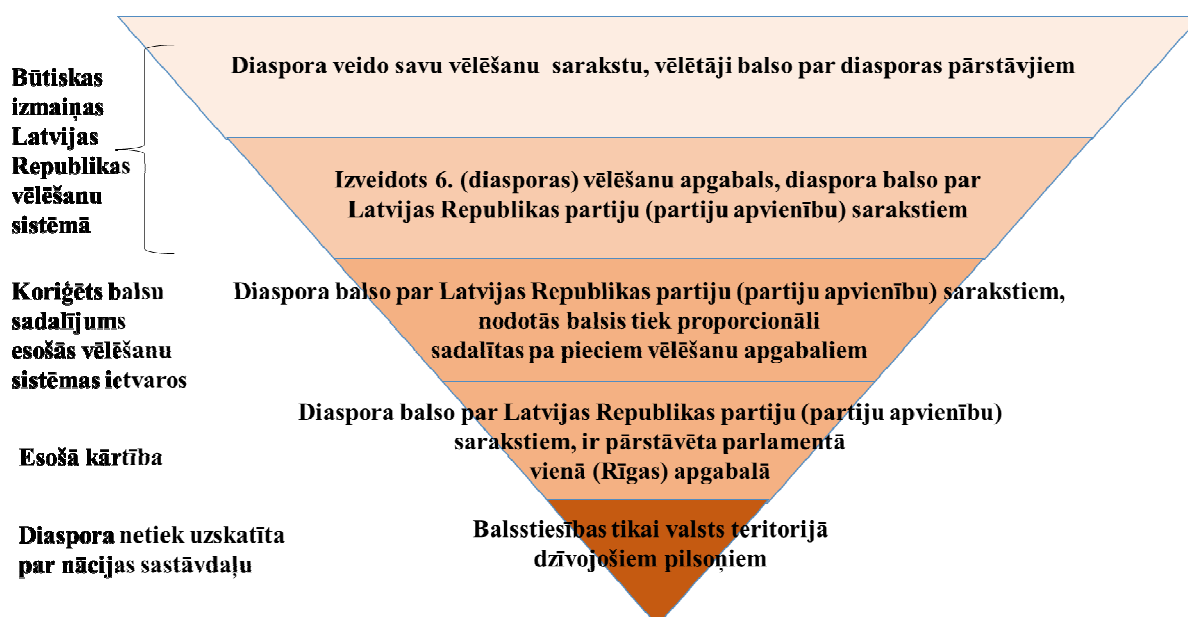 Būtiskas
izmaiņas
Latvijas
Republikas
vēlēšanu
sistēmā
Diaspora veido savu vēlēšanu sarakstu, vēlētāji balso par diasporas pārstāvjiem
Izveidots 6. (diasporas) vēlēšanu apgabals, diaspora balso par
Latvijas Republikas partiju (partiju apvienību) sarakstiem
Koriģēts balsu
sadalījums
esošās vēlēšanu
sistēmas ietvaros
Diaspora balso par Latvijas Republikas partiju (partiju apvienību) sarakstiem,
nodotās balsis tiek proporcionāli
sadalītas pa pieciem vēlēšanu apgabaliem
Esošā kārtība
Diaspora balso par Latvijas Republikas partiju (partiju apvienību)
sarakstiem, ir pārstāvēta parlamentā
vienā (Rīgas) apgabalā
Diaspora netiek uzskatīta
par nācijas sastāvdaļu
Balsstiesības tikai valsts teritorijā
dzīvojošiem pilsoņiem